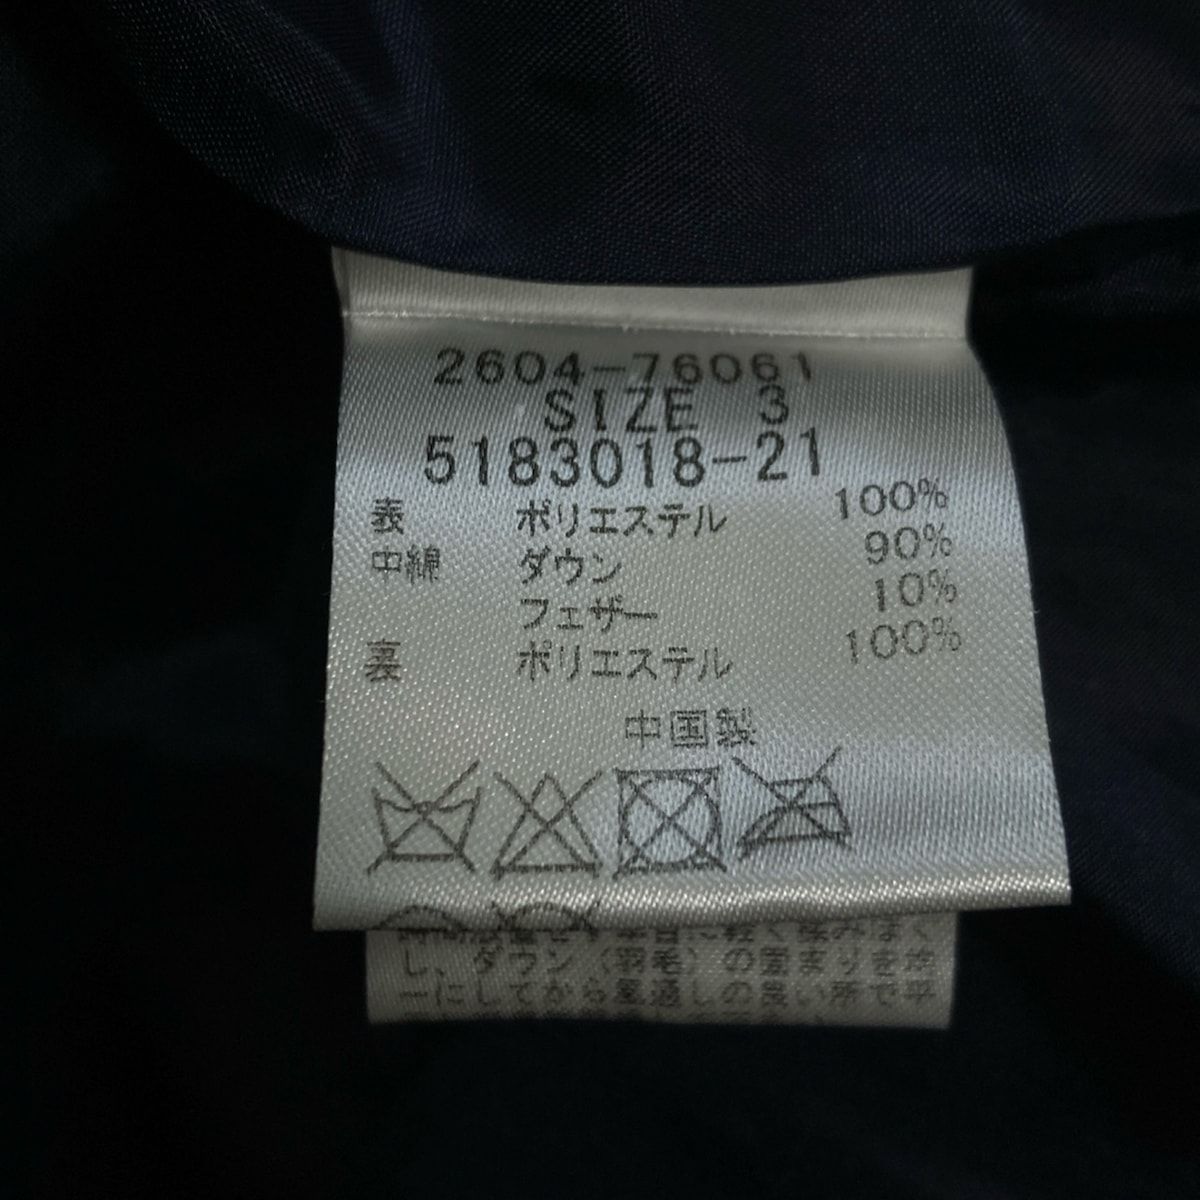 2604-76061
SIZE 3
5183018-21
表 ポリエステル 100%
中綿 ダウン 90%
フェザー 10%
裏 ポリエステル 100%
中国製
し、ダウン(羽毛)の固まりを均
一にしてから風通しの良い所で平